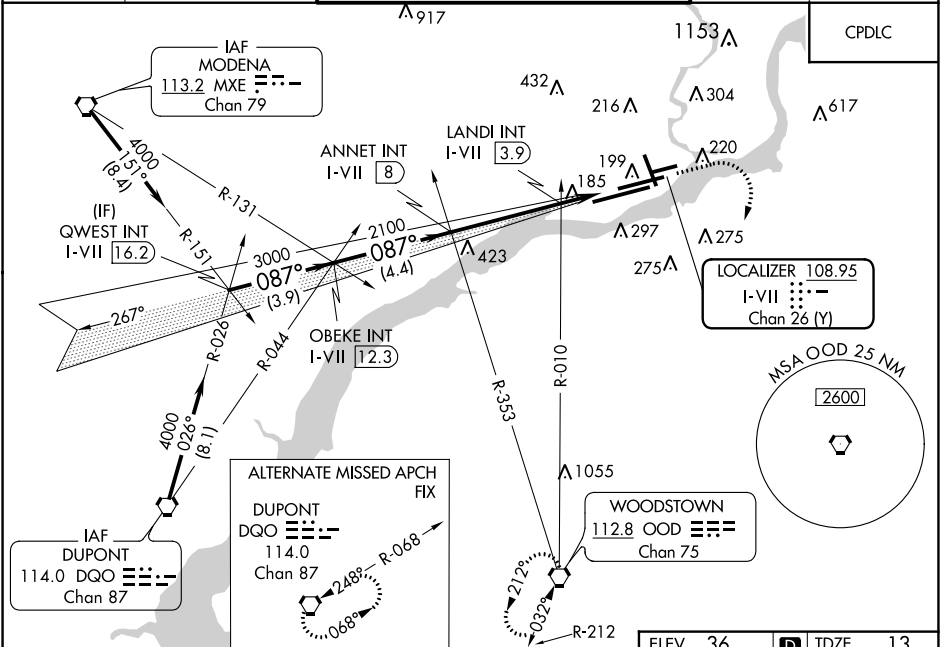 917
1153
CPDLC
IAF
MODENA
113.2 MXE
Chan 79
432
216
304
617
4000
151°
(8.4)
R-131
R-151
ANNET INT
I-VII 8
LANDI INT
I-VII 3.9
199
220
185
(IF)
QWEST INT
I-VII 16.2
3000
087°
(3.9)
2100
087°
(4.4)
423
297
275
275
267°
OBEKE INT
I-VII 12.3
LOCALIZER 108.95
I-VII
Chan 26 (Y)
R-026
R-044
R-353
R-010
MSA OOD 25 NM
2600
4000
026°
(8.1)
1055
ALTERNATE MISSED APCH
FIX
DUPONT
DQO
114.0
Chan 87
R-068
248°
068°
WOODSTOWN
112.8 OOD
Chan 75
IAF
DUPONT
114.0 DQO
Chan 87
212°
032°
R-212
ELEV 36
D
TDZE 13